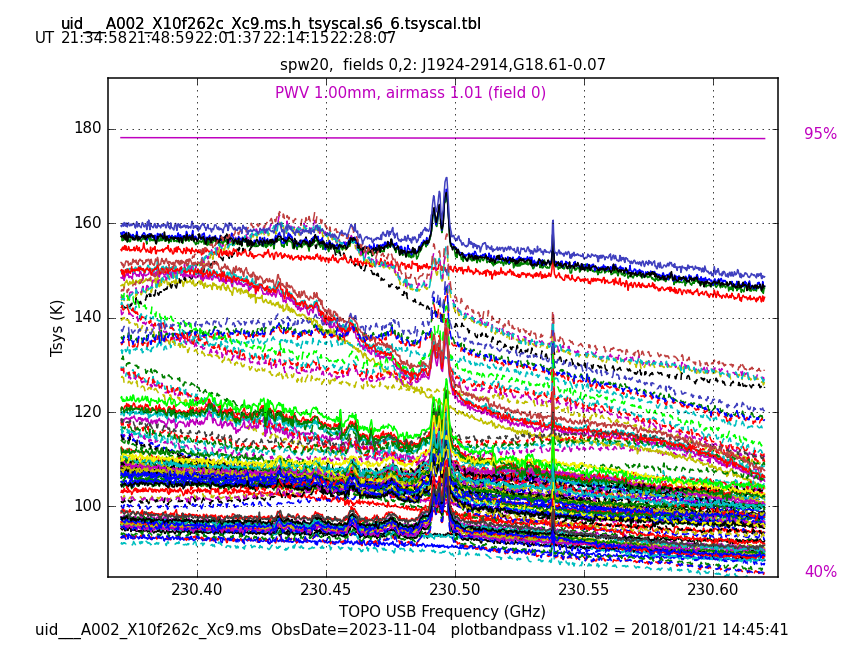 uid___A002_X10f262c_Xc9.ms.h_tsyscal.s6_6.tsyscal.tbl
UT 21:34:58 21:48:59 22:01:37 22:14:15 22:28:07
spw20, fields 0,2: J1924-2914,G18.61-0.07
PWV 1.00mm, airmass 1.01 (field 0)
95%
180
160
140
120
100
Tsys (K)
40%
230.40 230.45 230.50 230.55 230.60
TOPO USB Frequency (GHz)
uid___A002_X10f262c_Xc9.ms ObsDate=2023-11-04 plotbandpass v1.102 = 2018/01/21 14:45:41